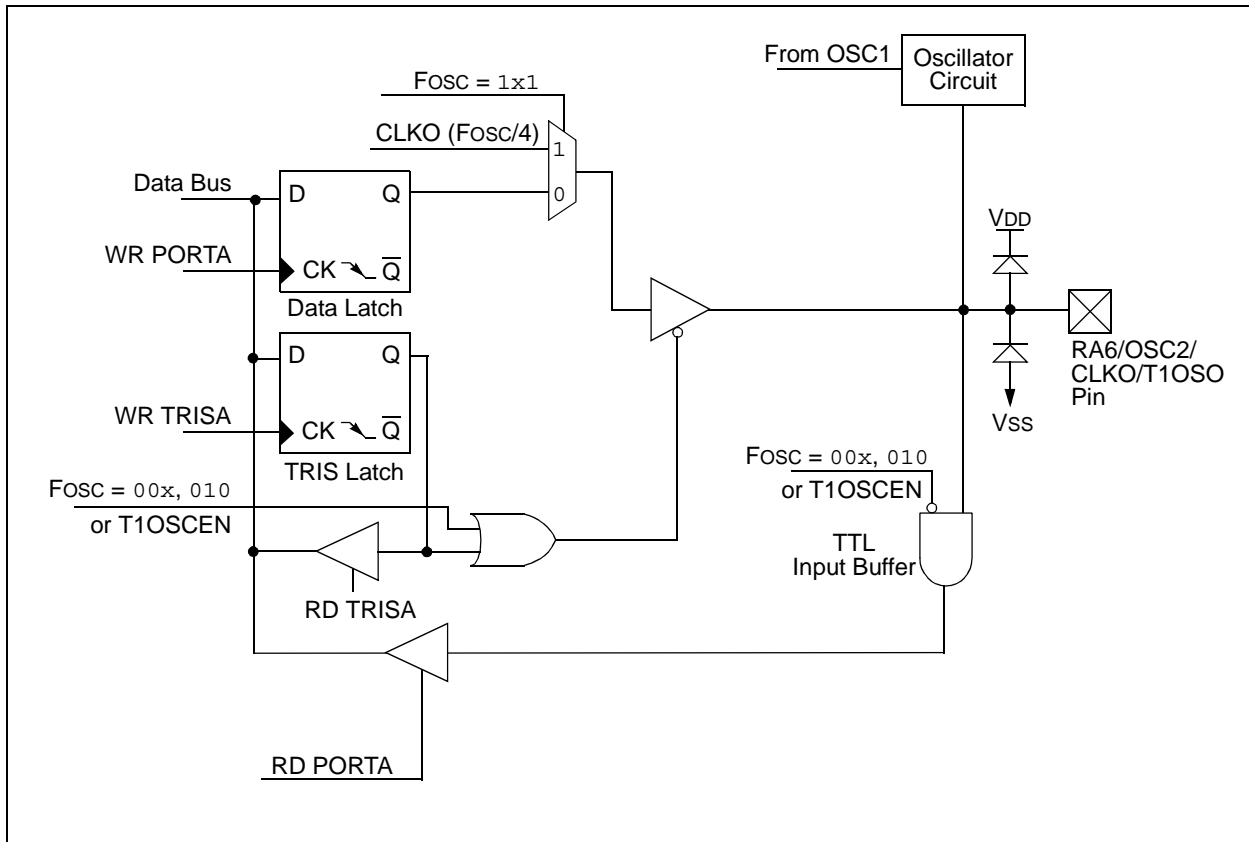 From OSC1
Oscillator
Circuit
FOSC = 1x1
CLKO (FOSC/4)
1
0
Data Bus
D
Q
WR PORTA
CK
Q̅
Data Latch
VDD
D
Q
RA6/OSC2/
CLKO/T1OSO
Pin
WR TRISA
CK
Q̅
VSS
TRIS Latch
FOSC = 00x, 010
or T1OSCEN
FOSC = 00x, 010
or T1OSCEN
TTL
Input Buffer
RD TRISA
RD PORTA